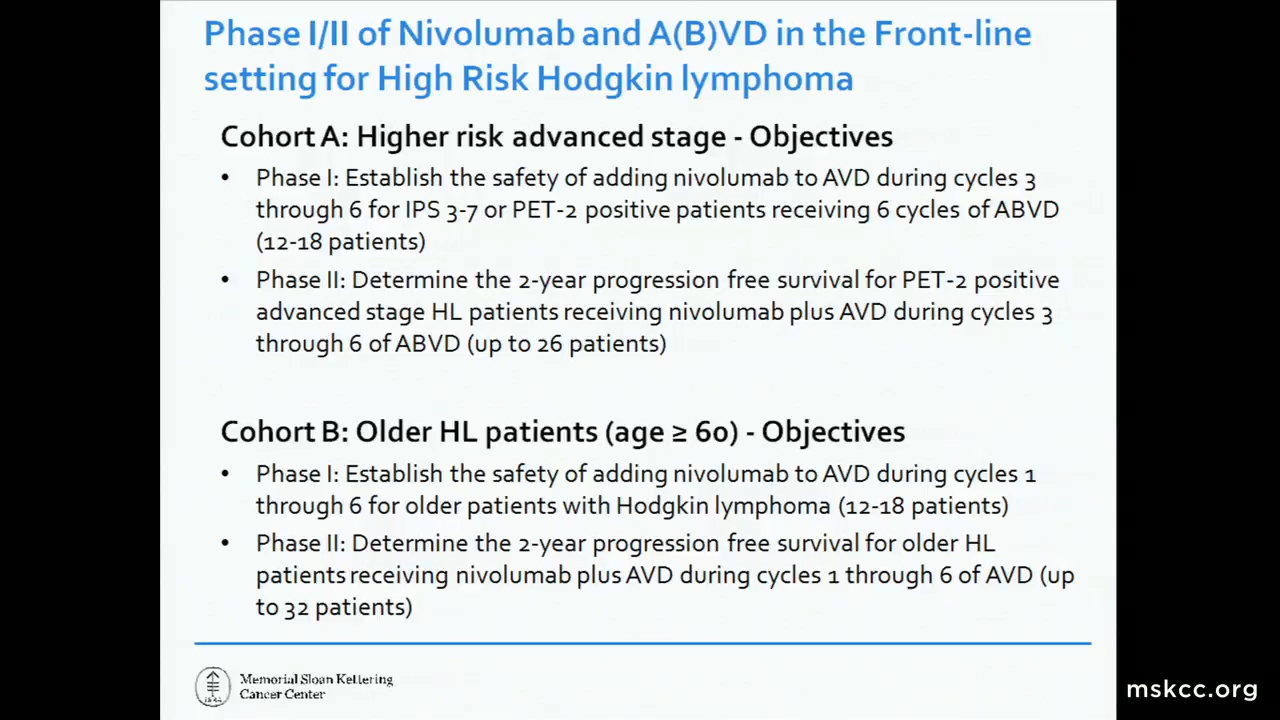 Phase I/II of Nivolumab and A(B)VD in the Front-line
setting for High Risk Hodgkin lymphoma
Cohort A: Higher risk advanced stage - Objectives
• Phase I: Establish the safety of adding nivolumab to AVD during cycles 3
through 6 for IPS 3-7 or PET-2 positive patients receiving 6 cycles of ABVD
(12-18 patients)
• Phase II: Determine the 2-year progression free survival for PET-2 positive
advanced stage HL patients receiving nivolumab plus AVD during cycles 3
through 6 of ABVD (up to 26 patients)
Cohort B: Older HL patients (age ≥ 60) - Objectives
• Phase I: Establish the safety of adding nivolumab to AVD during cycles 1
through 6 for older patients with Hodgkin lymphoma (12-18 patients)
• Phase II: Determine the 2-year progression free survival for older HL
patients receiving nivolumab plus AVD during cycles 1 through 6 of AVD (up
to 32 patients)
Memorial Sloan Kettering
Cancer Center
mskcc.org